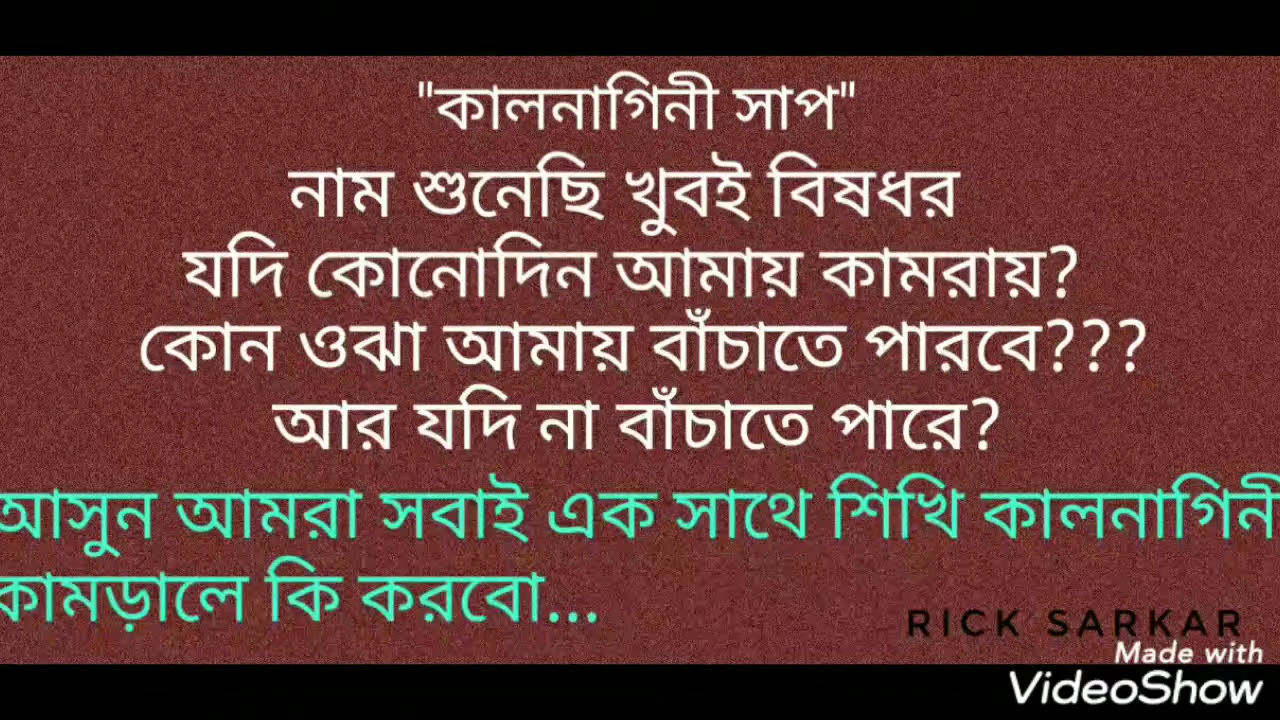 "কালনাগিনী সাপ"
নাম শুনেছি খুবই বিষধর
যদি কোনোদিন আমায় কামরায়?
কোন ওঝা আমায় বাঁচাতে পারবে???
আর যদি না বাঁচাতে পারে?
আসুন আমরা সবাই এক সাথে শিখি কালনাগিনী
কামড়ালে কি করবো...
RICK SARKAR
Made with
VideoShow